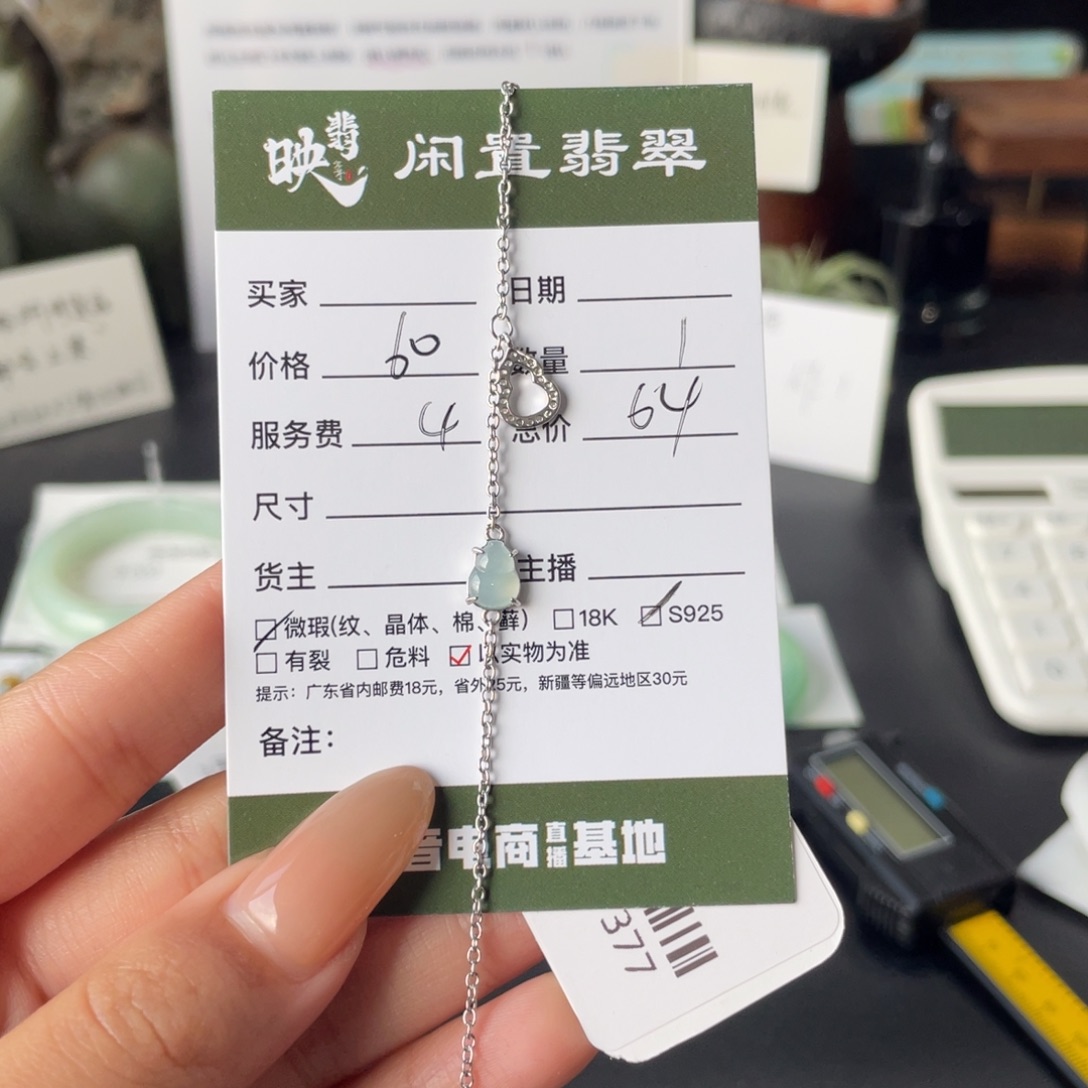 映翡 闲置翡翠
买家 日期
价格 60 数量 1
服务费 4 总价 64
尺寸
货主 主播
微瑕(纹、晶体、棉、藓) 18K S925
有裂 危料 以实物为准
提示：广东省内邮费18元，省外25元，新疆等偏远地区30元
备注：
音电商直播基地
377